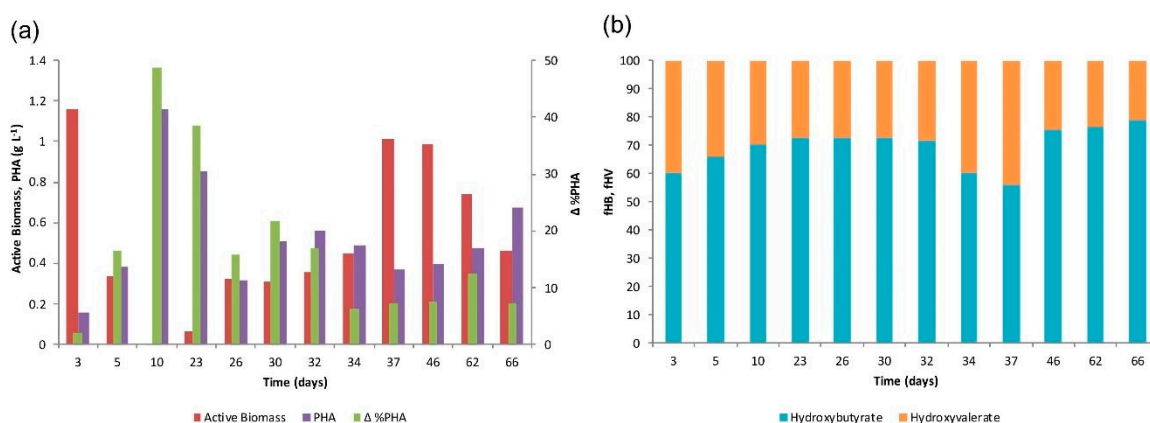 (a)
1.4
1.2
1
0.8
0.6
0.4
0.2
0
Active Biomass, PHA (g L⁻¹)
50
40
30
20
10
0
Δ %PHA
3 5 10 23 26 30 32 34 37 46 62 66
Time (days)
Active Biomass PHA Δ %PHA
(b)
100
90
80
70
60
50
40
30
20
10
0
fHB, fHV
3 5 10 23 26 30 32 34 37 46 62 66
Time (days)
Hydroxybutyrate Hydroxyvalerate